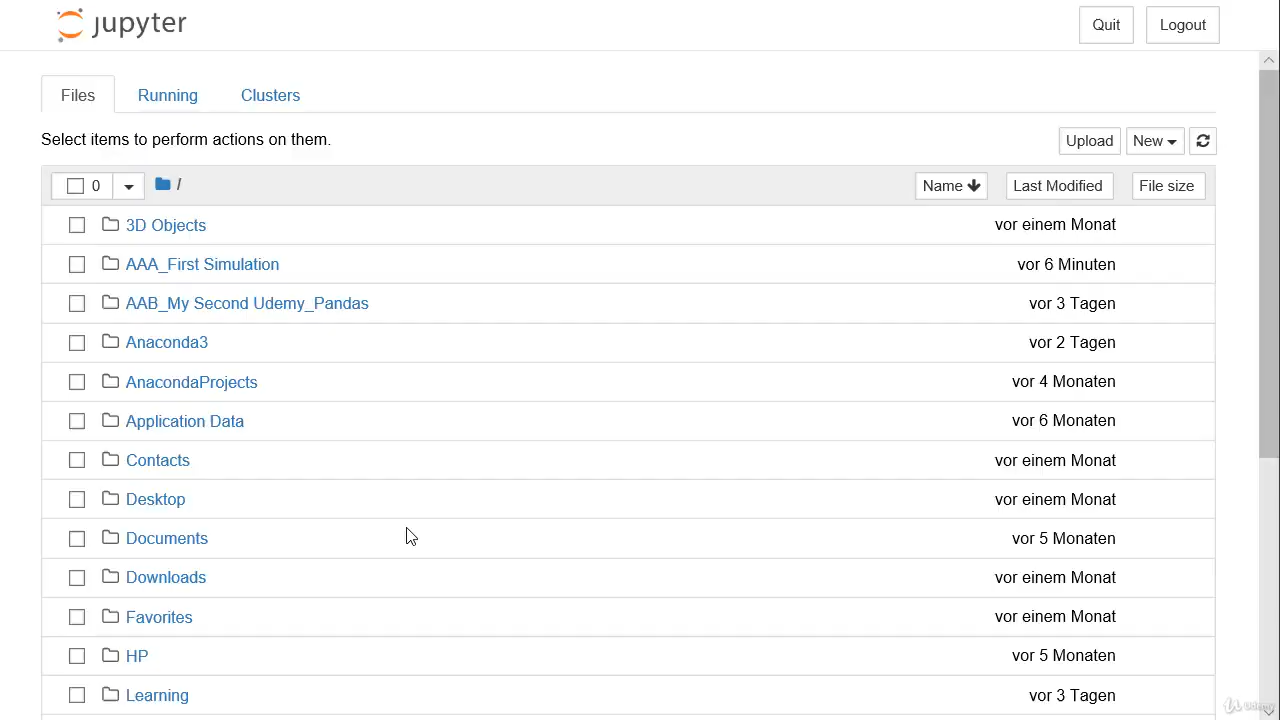 jupyter
Quit Logout
Files Running Clusters
Select items to perform actions on them.
Upload New
0 / Name Last Modified File size
3D Objects vor einem Monat
AAA_First Simulation vor 6 Minuten
AAB_My Second Udemy_Pandas vor 3 Tagen
Anaconda3 vor 2 Tagen
AnacondaProjects vor 4 Monaten
Application Data vor 6 Monaten
Contacts vor einem Monat
Desktop vor einem Monat
Documents vor 5 Monaten
Downloads vor einem Monat
Favorites vor einem Monat
HP vor 5 Monaten
Learning vor 3 Tagen
Udemy